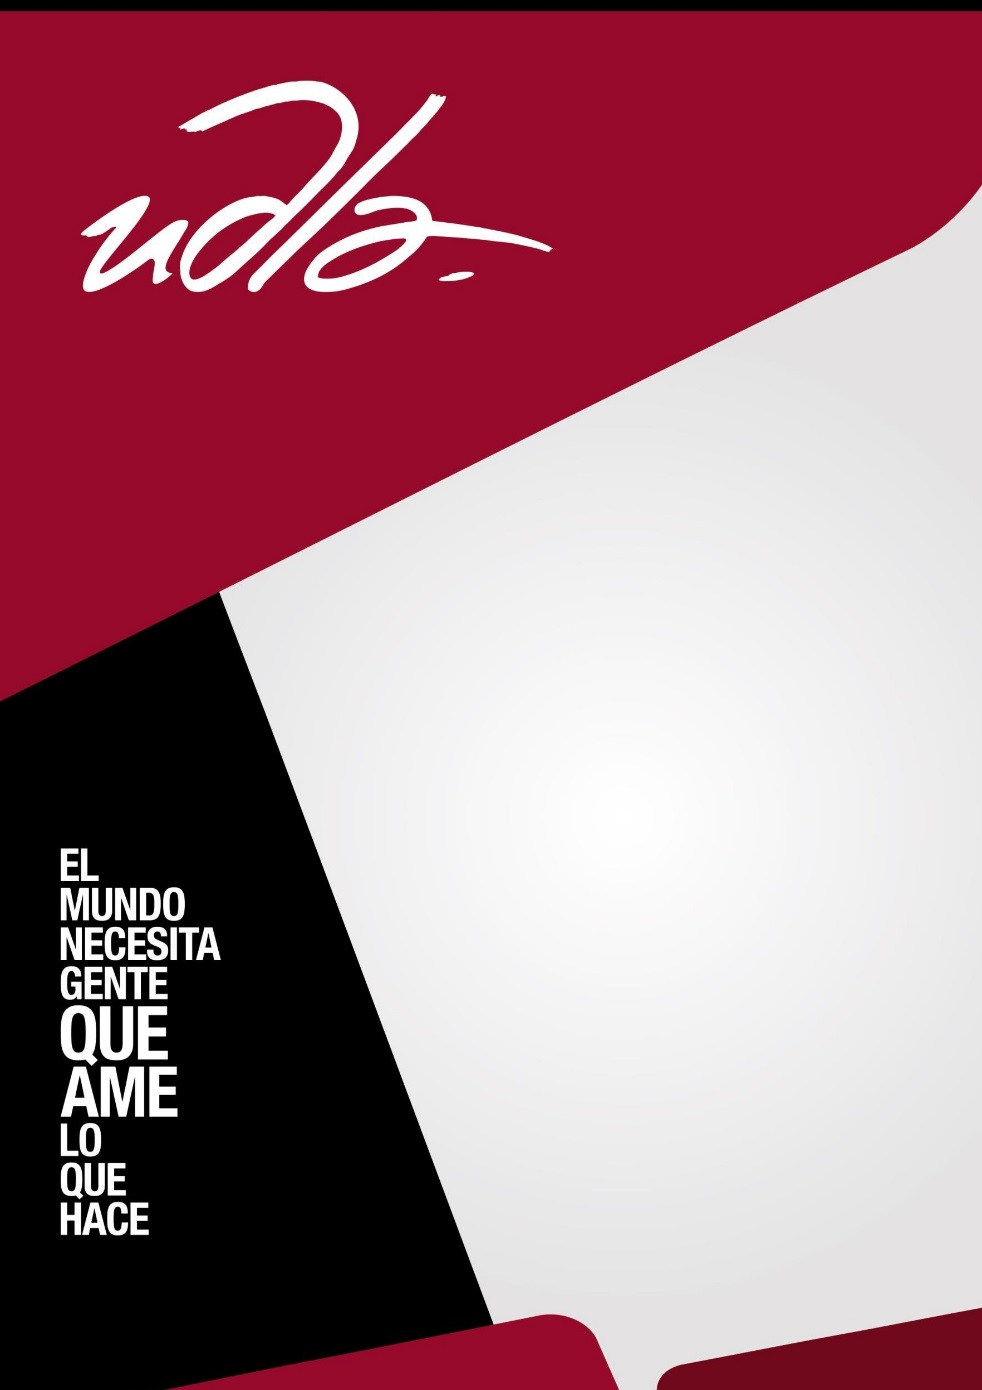 udla.
EL
MUNDO
NECESITA
GENTE
QUE
AME
LO
QUE
HACE